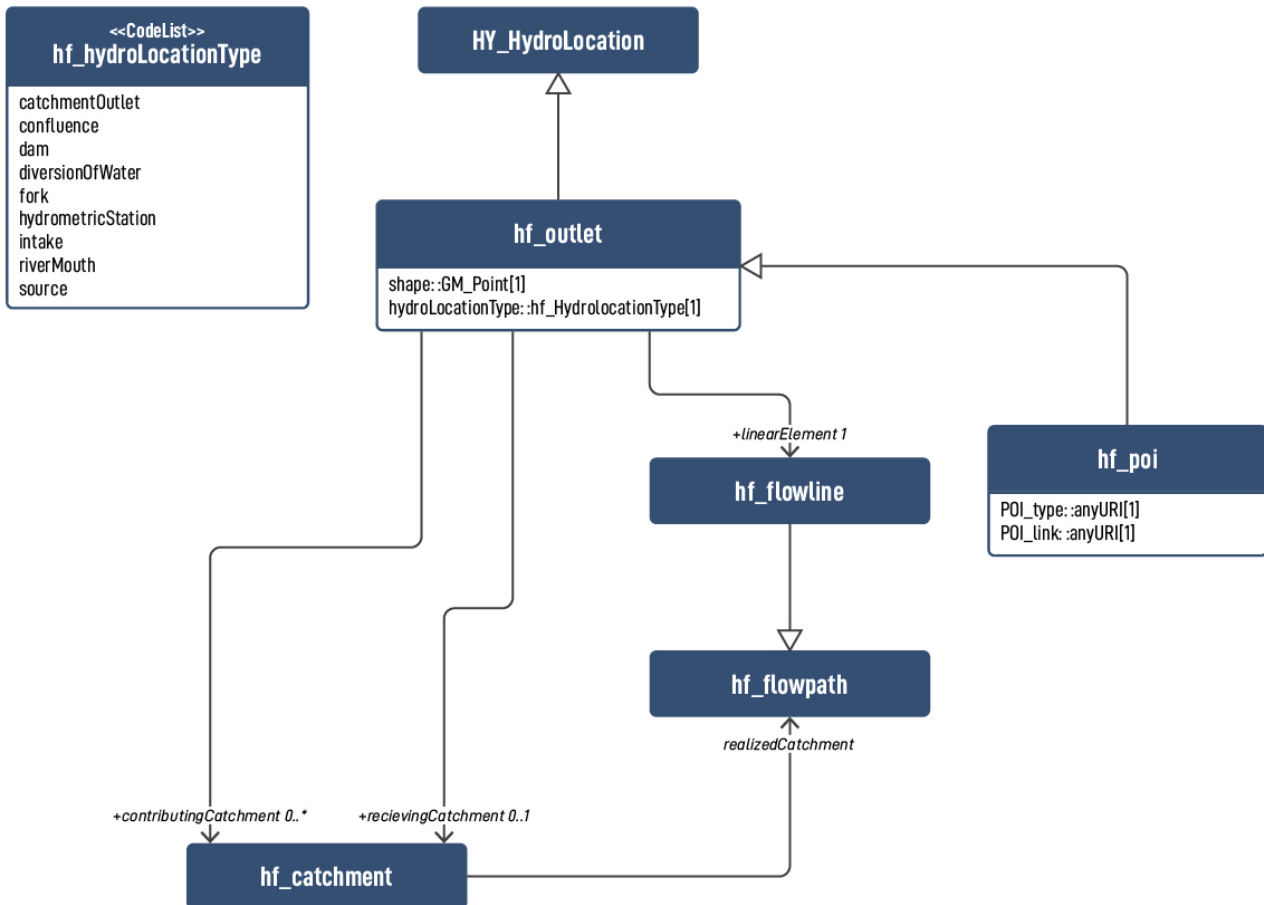 <<CodeList>>
hf_hydroLocationType
catchmentOutlet
confluence
dam
diversionOfWater
fork
hydrometricStation
intake
riverMouth
source
HY_HydroLocation
hf_outlet
shape::GM_Point[1]
hydroLocationType::hf_HydrolocationType[1]
+linearElement 1
hf_flowline
hf_poi
POI_type::anyURI[1]
POI_link::anyURI[1]
hf_flowpath
realizedCatchment
+contributingCatchment 0..*
+recievingCatchment 0..1
hf_catchment